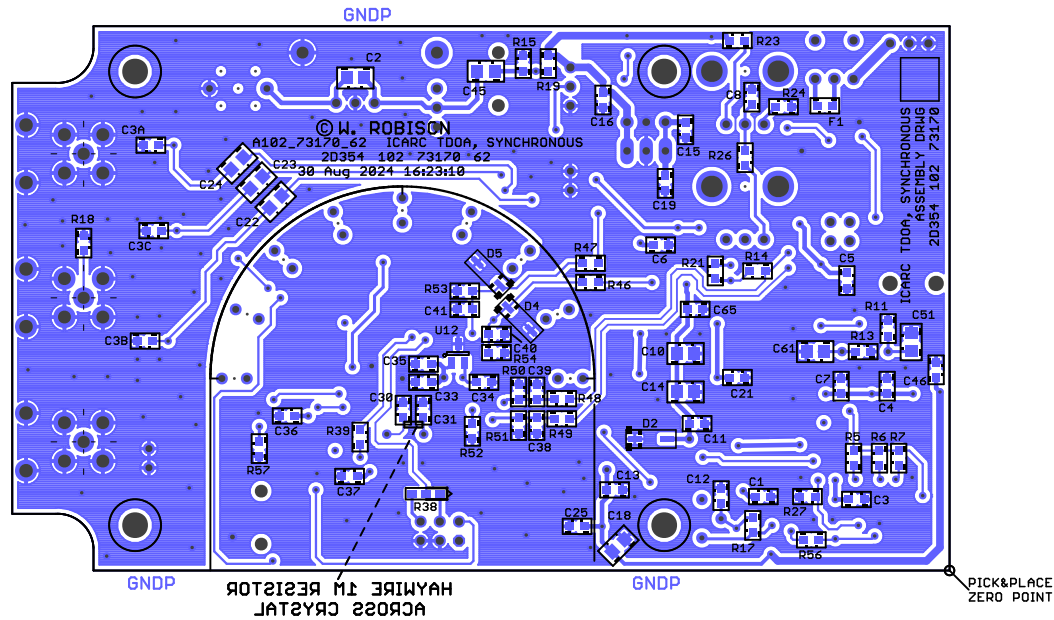 GNDP
R15
R23
C2
C45
R19
C8
R24
C16
F1
C3A
© W. ROBISON
A102_73170_62 ICARC TDOA, SYNCHRONOUS
2D354 102 73170 62
30 Aug 2024 16:23:10
C15
R26
C23
C24
C19
C22
R18
C3C
ICARC TDOA, SYNCHRONOUS
ASSEMBLY DRWG
2D354 102 73170
R47
C6
D5
R21
R14
C5
R53
R46
D4
C41
C65
R11
C51
U12
C3B
C40
R54
C10
C61
R13
C35
R50
C39
C33
C34
C14
C21
C7
C46
C4
C30
C31
R48
C36
R39
R52
R51
R49
C38
D2
C11
R57
R5
R6
R7
C37
C13
C12
C1
R38
R27
C3
C25
C18
R17
R56
GNDP
GNDP
HAYWIRE 1M RESISTOR
ACROSS CRYSTAL
PICK&PLACE
ZERO POINT